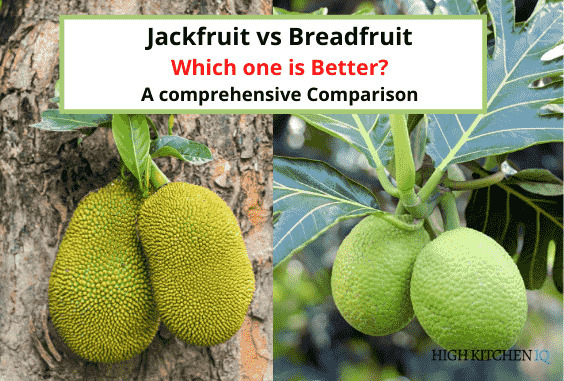 Jackfruit vs Breadfruit
Which one is Better?
A comprehensive Comparison
HIGH KITCHEN IQ